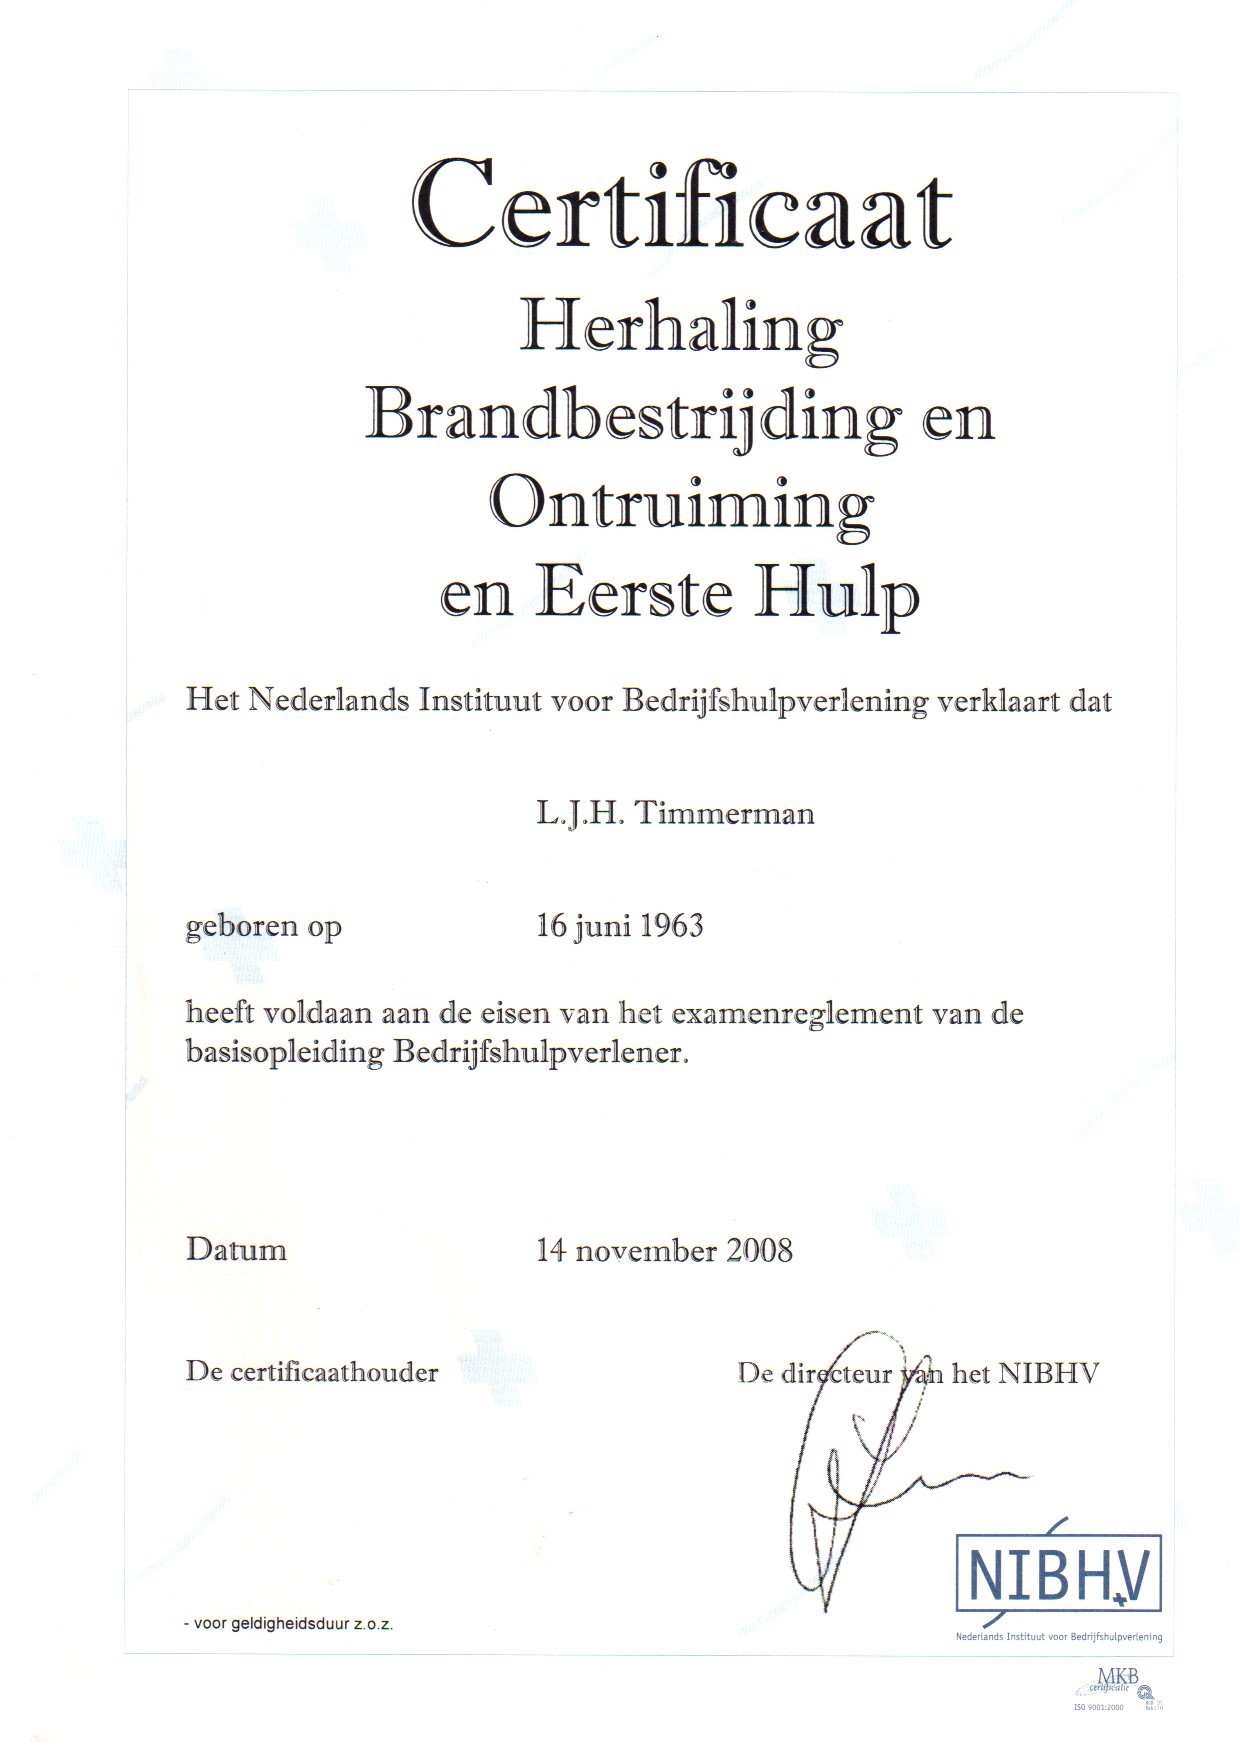 Certificaat
Herhaling
Brandbestrijding en
Ontruiming
en Eerste Hulp
Het Nederlands Instituut voor Bedrijfshulpverlening verklaart dat
L.J.H. Timmerman
geboren op 16 juni 1963
heeft voldaan aan de eisen van het examenreglement van de
basisopleiding Bedrijfshulpverlener.
Datum 14 november 2008
De certificaathouder De directeur van het NIBHV
NIBHV
- voor geldigheidsduur z.o.z.
Nederlands Instituut voor Bedrijfshulpverlening
MKB
certificatie
ISO 9001:2000